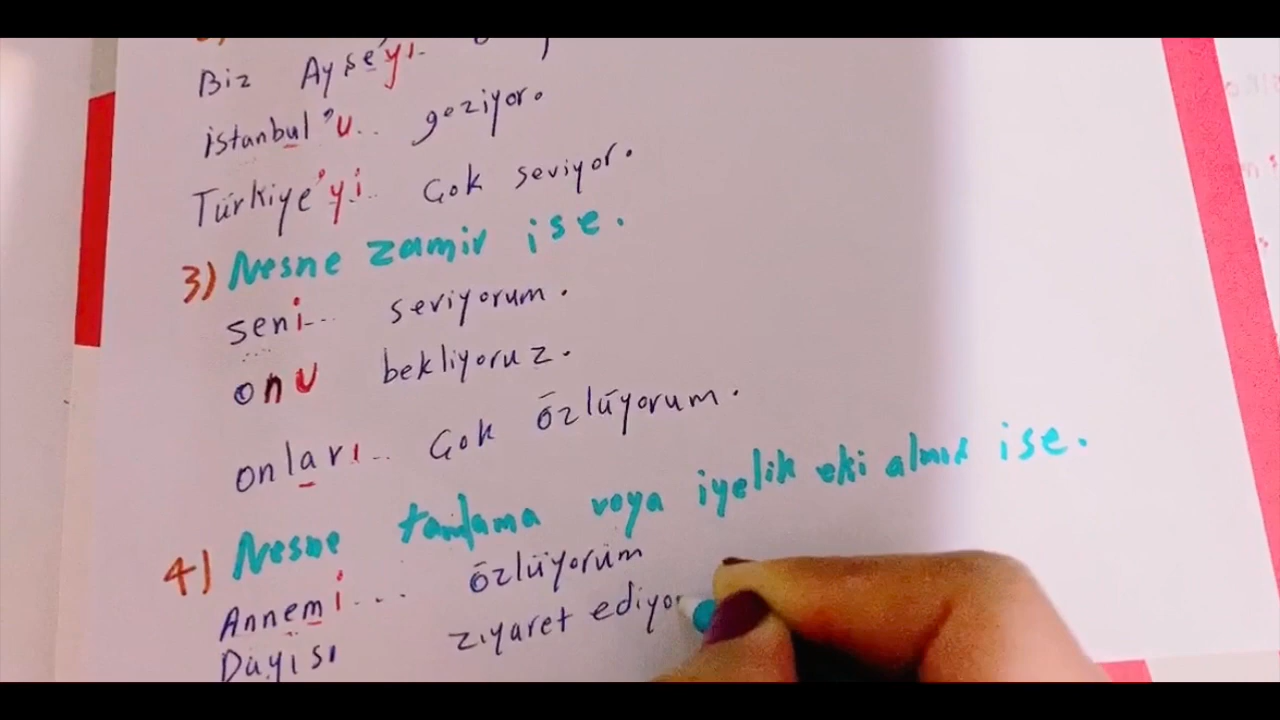 Biz Ayşe'yi..
İstanbul'u.. geziyor.
Türkiye'yi.. Çok seviyor.
3) Nesne zamir ise.
seni... seviyorum.
onu bekliyoruz.
onları... Çok özlüyorum.
4) Nesne tamlama veya iyelik eki almış ise.
Annemi.... özlüyorum
Dayısı ziyaret ediyo